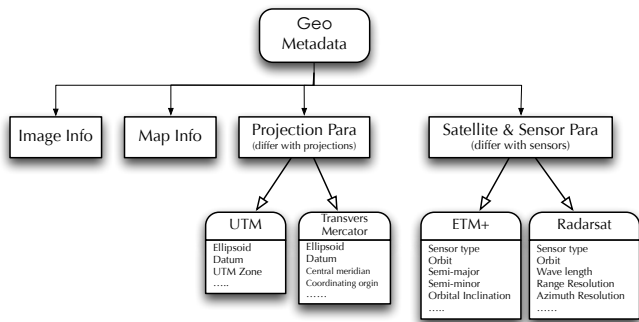 Geo
Metadata
Image Info
Map Info
Projection Para
(differ with projections)
Satellite & Sensor Para
(differ with sensors)
UTM
Ellipsoid
Datum
UTM Zone
.....
Transvers
Mercator
Ellipsoid
Datum
Central meridian
Coordinating orgin
......
ETM+
Sensor type
Orbit
Semi-major
Semi-minor
Orbital Inclination
.....
Radarsat
Sensor type
Orbit
Wave length
Range Resolution
Azimuth Resolution
......